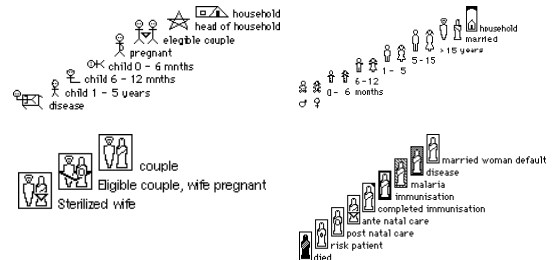 household
head of household
elegible couple
pregnant
child 0 - 6 mnths
child 6 - 12 mnths
child 1 - 5 years
disease
household
married
> 15 years
5 - 15
1 - 5
6 - 12
0 - 6 months
♂ ♀
couple
Eligible couple, wife pregnant
Sterilized wife
married woman default
disease
malaria
immunisation
completed immunisation
ante natal care
post natal care
risk patient
died